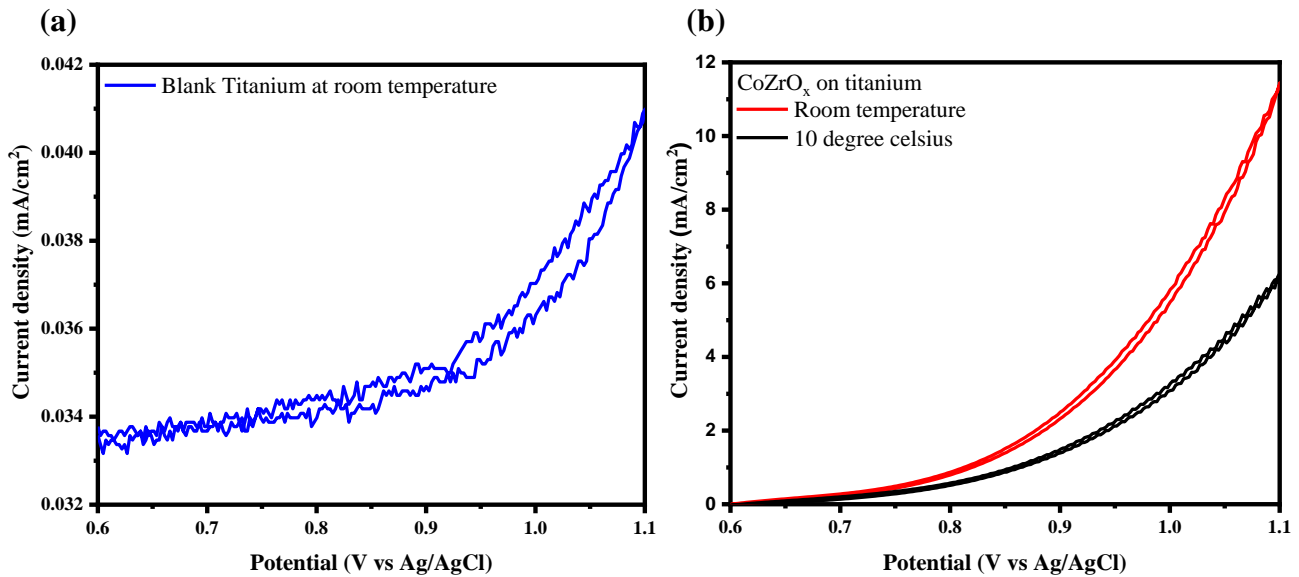 (a)
0.042
0.040
0.038
0.036
0.034
0.032
Current density (mA/cm²)
Blank Titanium at room temperature
0.6 0.7 0.8 0.9 1.0 1.1
Potential (V vs Ag/AgCl)
(b)
12
10
8
6
4
2
0
Current density (mA/cm²)
CoZrOₓ on titanium
Room temperature
10 degree celsius
0.6 0.7 0.8 0.9 1.0 1.1
Potential (V vs Ag/AgCl)